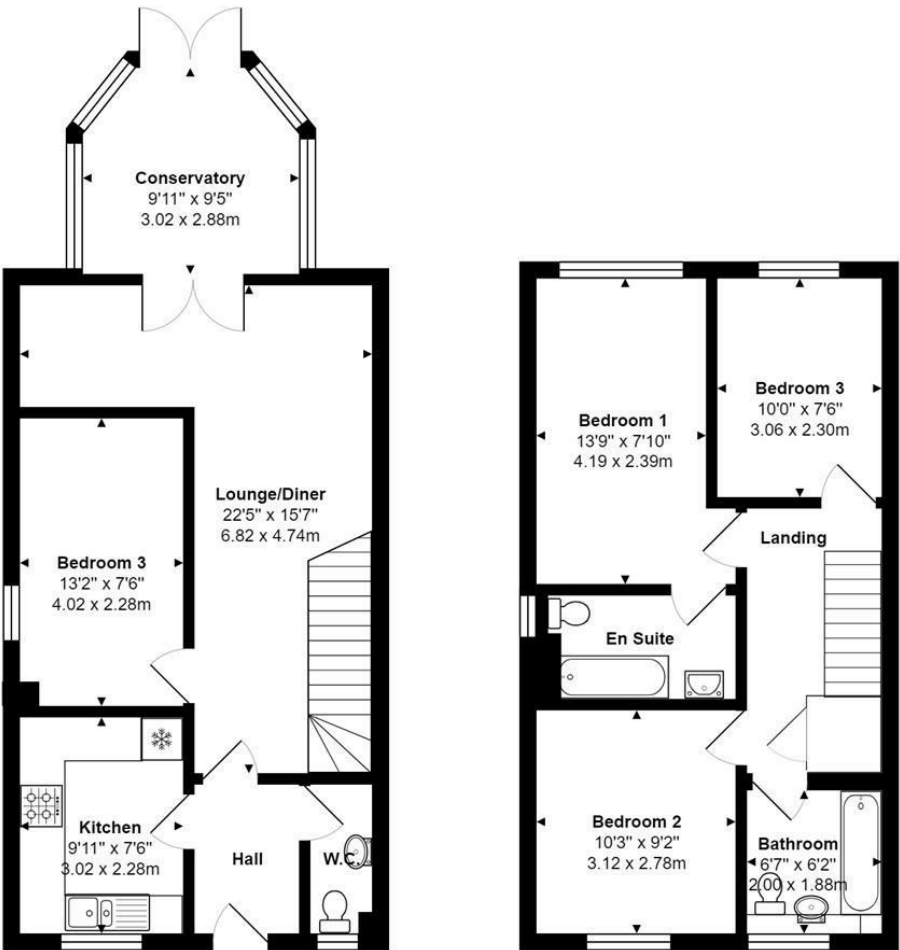 Conservatory
9'11" x 9'5"
3.02 x 2.88m
Lounge/Diner
22'5" x 15'7"
6.82 x 4.74m
Bedroom 3
13'2" x 7'6"
4.02 x 2.28m
Kitchen
9'11" x 7'6"
3.02 x 2.28m
Hall
W.C.
Bedroom 1
13'9" x 7'10"
4.19 x 2.39m
Bedroom 3
10'0" x 7'6"
3.06 x 2.30m
Landing
En Suite
Bedroom 2
10'3" x 9'2"
3.12 x 2.78m
Bathroom
6'7" x 6'2"
2.00 x 1.88m